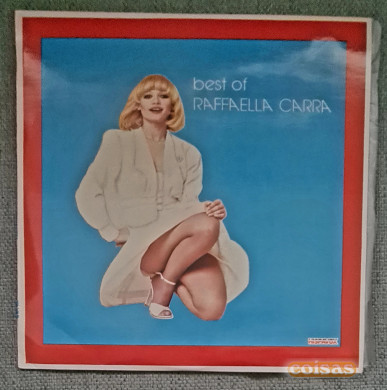 best of
RAFFAELLA CARRA
coisas